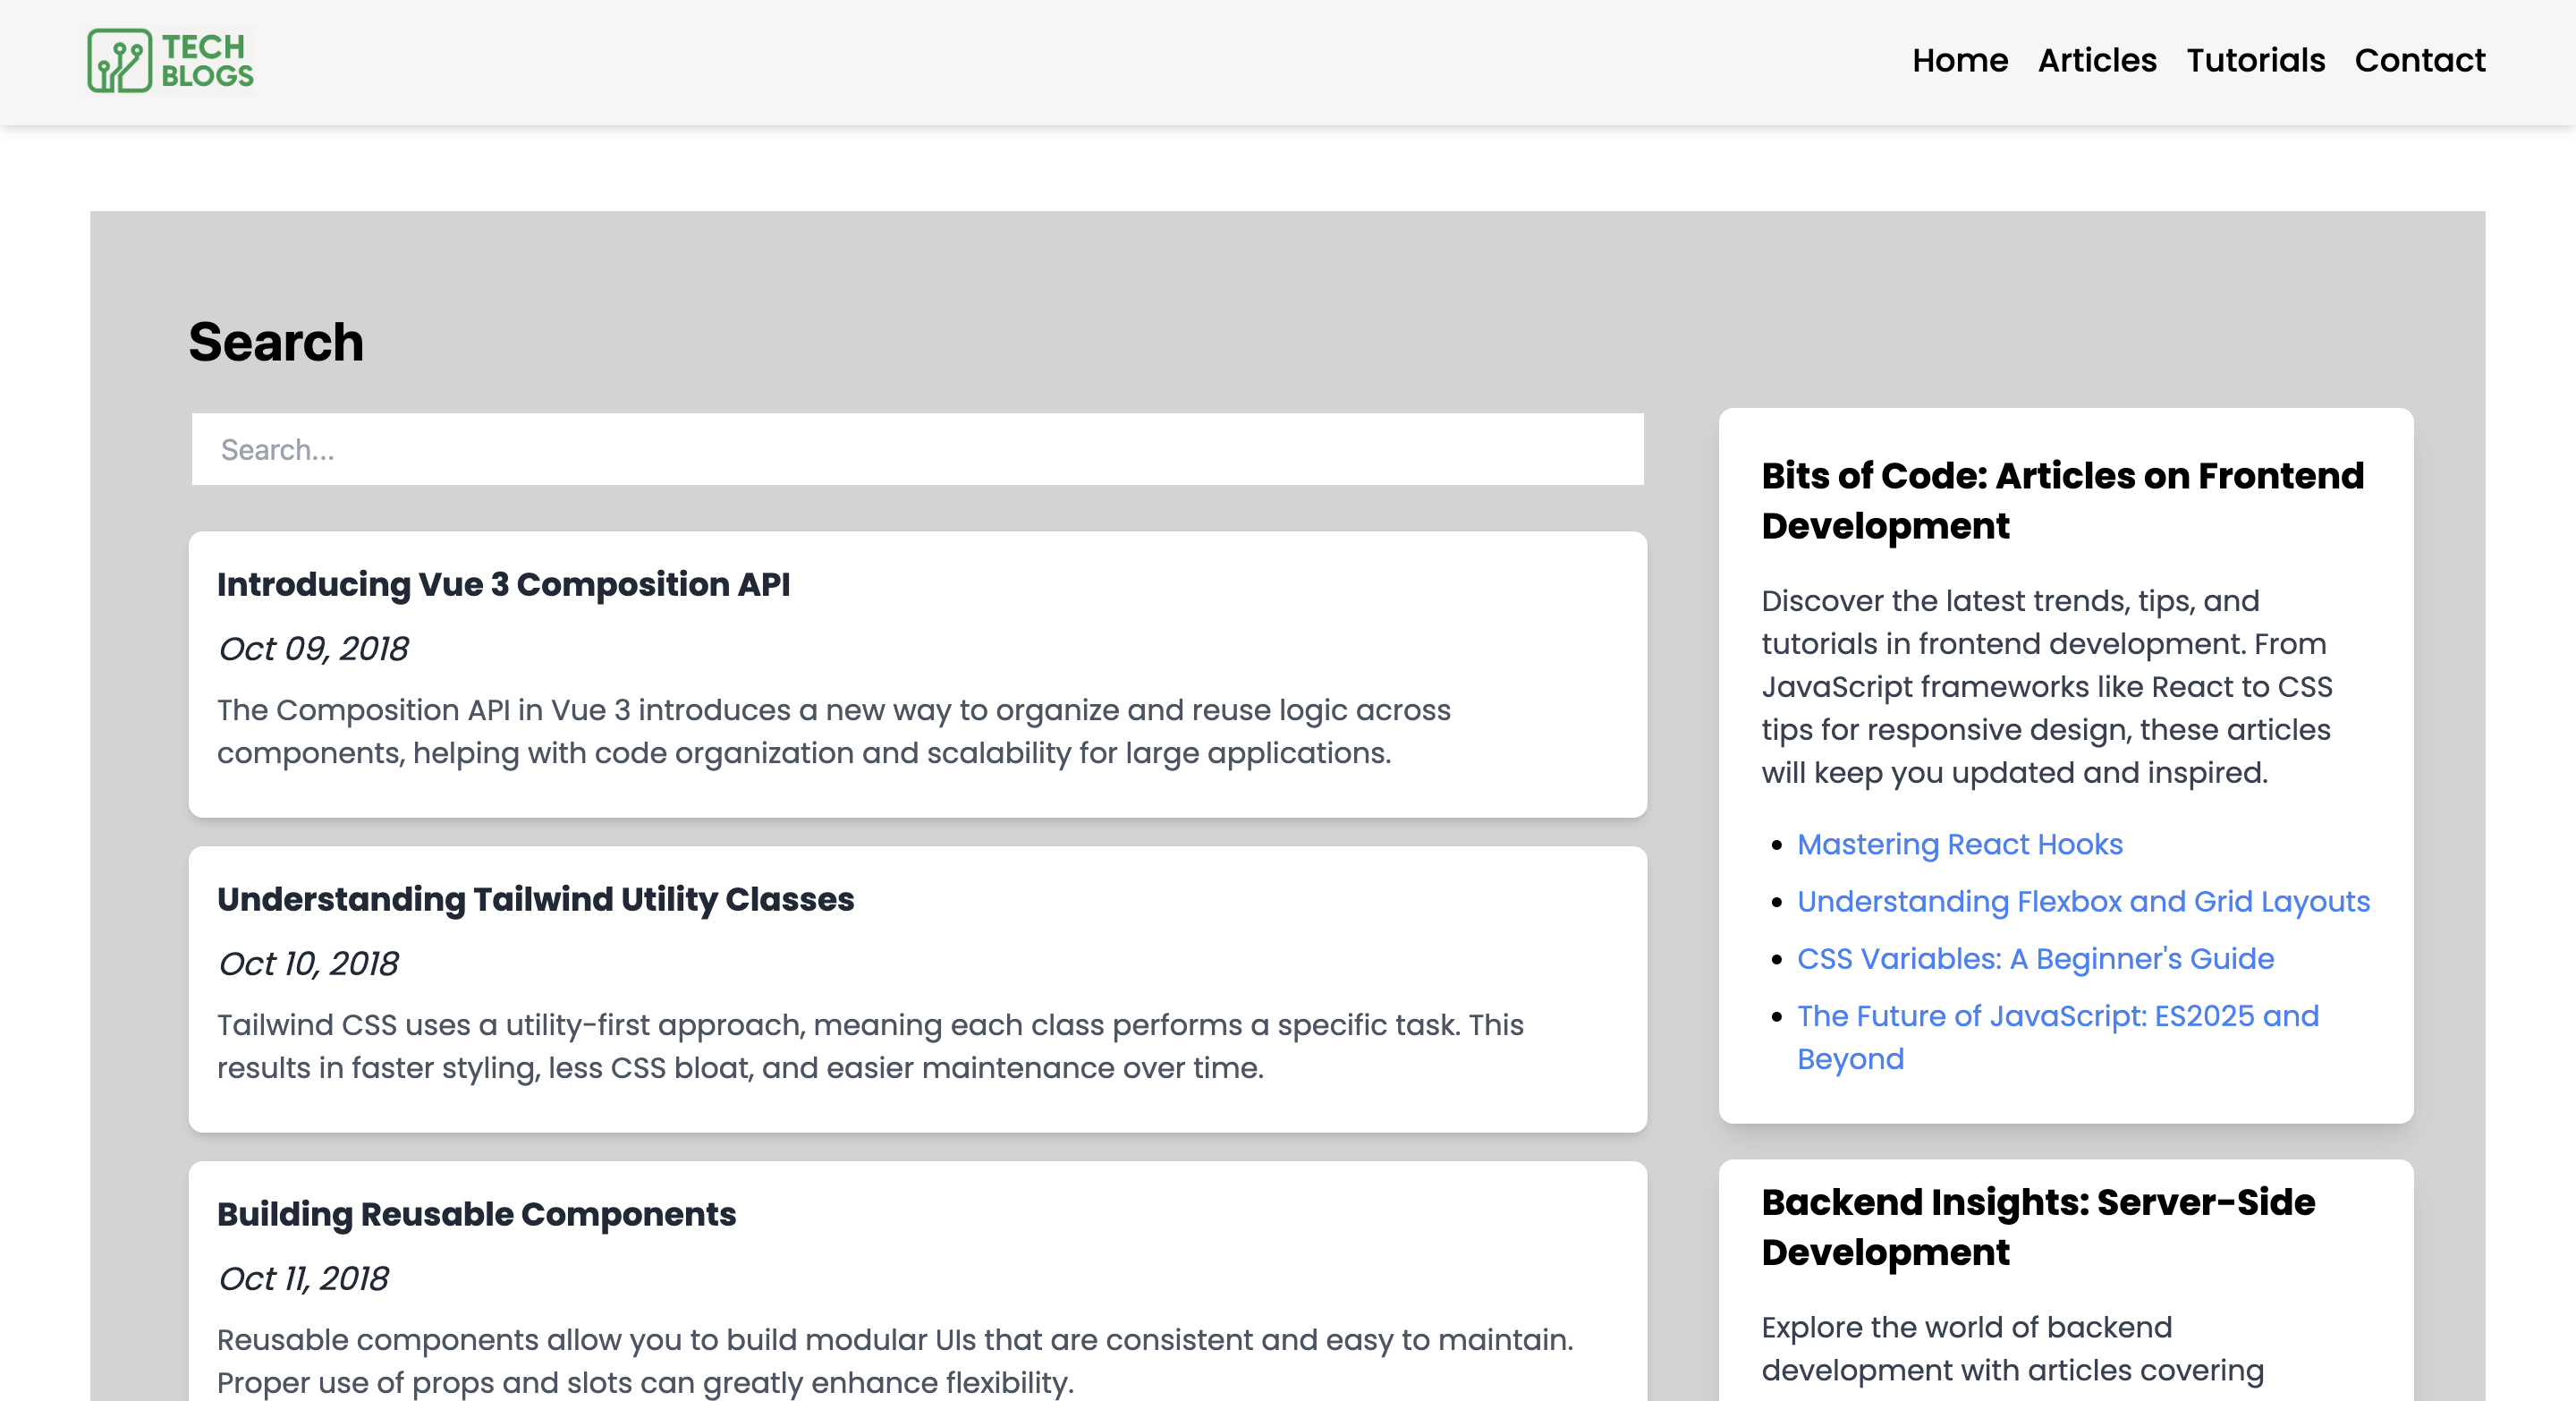 TECH
BLOGS
Home Articles Tutorials Contact
Search
Search...
Introducing Vue 3 Composition API
Oct 09, 2018
The Composition API in Vue 3 introduces a new way to organize and reuse logic across
components, helping with code organization and scalability for large applications.
Understanding Tailwind Utility Classes
Oct 10, 2018
Tailwind CSS uses a utility-first approach, meaning each class performs a specific task. This
results in faster styling, less CSS bloat, and easier maintenance over time.
Building Reusable Components
Oct 11, 2018
Reusable components allow you to build modular UIs that are consistent and easy to maintain.
Proper use of props and slots can greatly enhance flexibility.
Bits of Code: Articles on Frontend
Development
Discover the latest trends, tips, and
tutorials in frontend development. From
JavaScript frameworks like React to CSS
tips for responsive design, these articles
will keep you updated and inspired.
Mastering React Hooks
Understanding Flexbox and Grid Layouts
CSS Variables: A Beginner's Guide
The Future of JavaScript: ES2025 and
Beyond
Backend Insights: Server-Side
Development
Explore the world of backend
development with articles covering